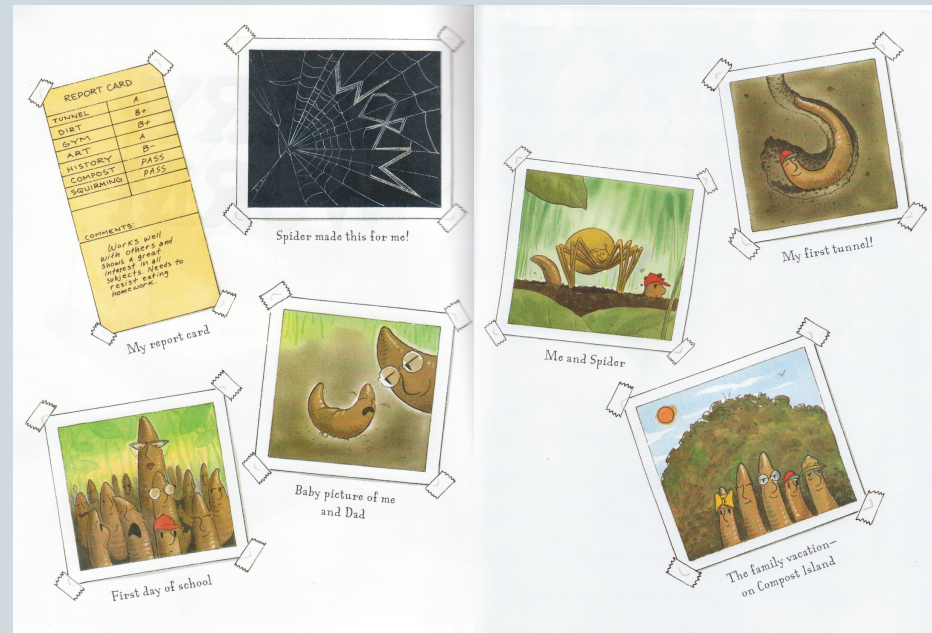 REPORT CARD
TUNNEL A
DIRT B+
GYM B+
ART A
HISTORY B-
COMPOST PASS
SQUIRMING PASS
COMMENTS:
Works well
with others and
shows a great
interest in all
subjects. Needs to
resist eating
homework.
My report card
WORM
Spider made this for me!
First day of school
Baby picture of me
and Dad
Me and Spider
My first tunnel!
The family vacation—
on Compost Island